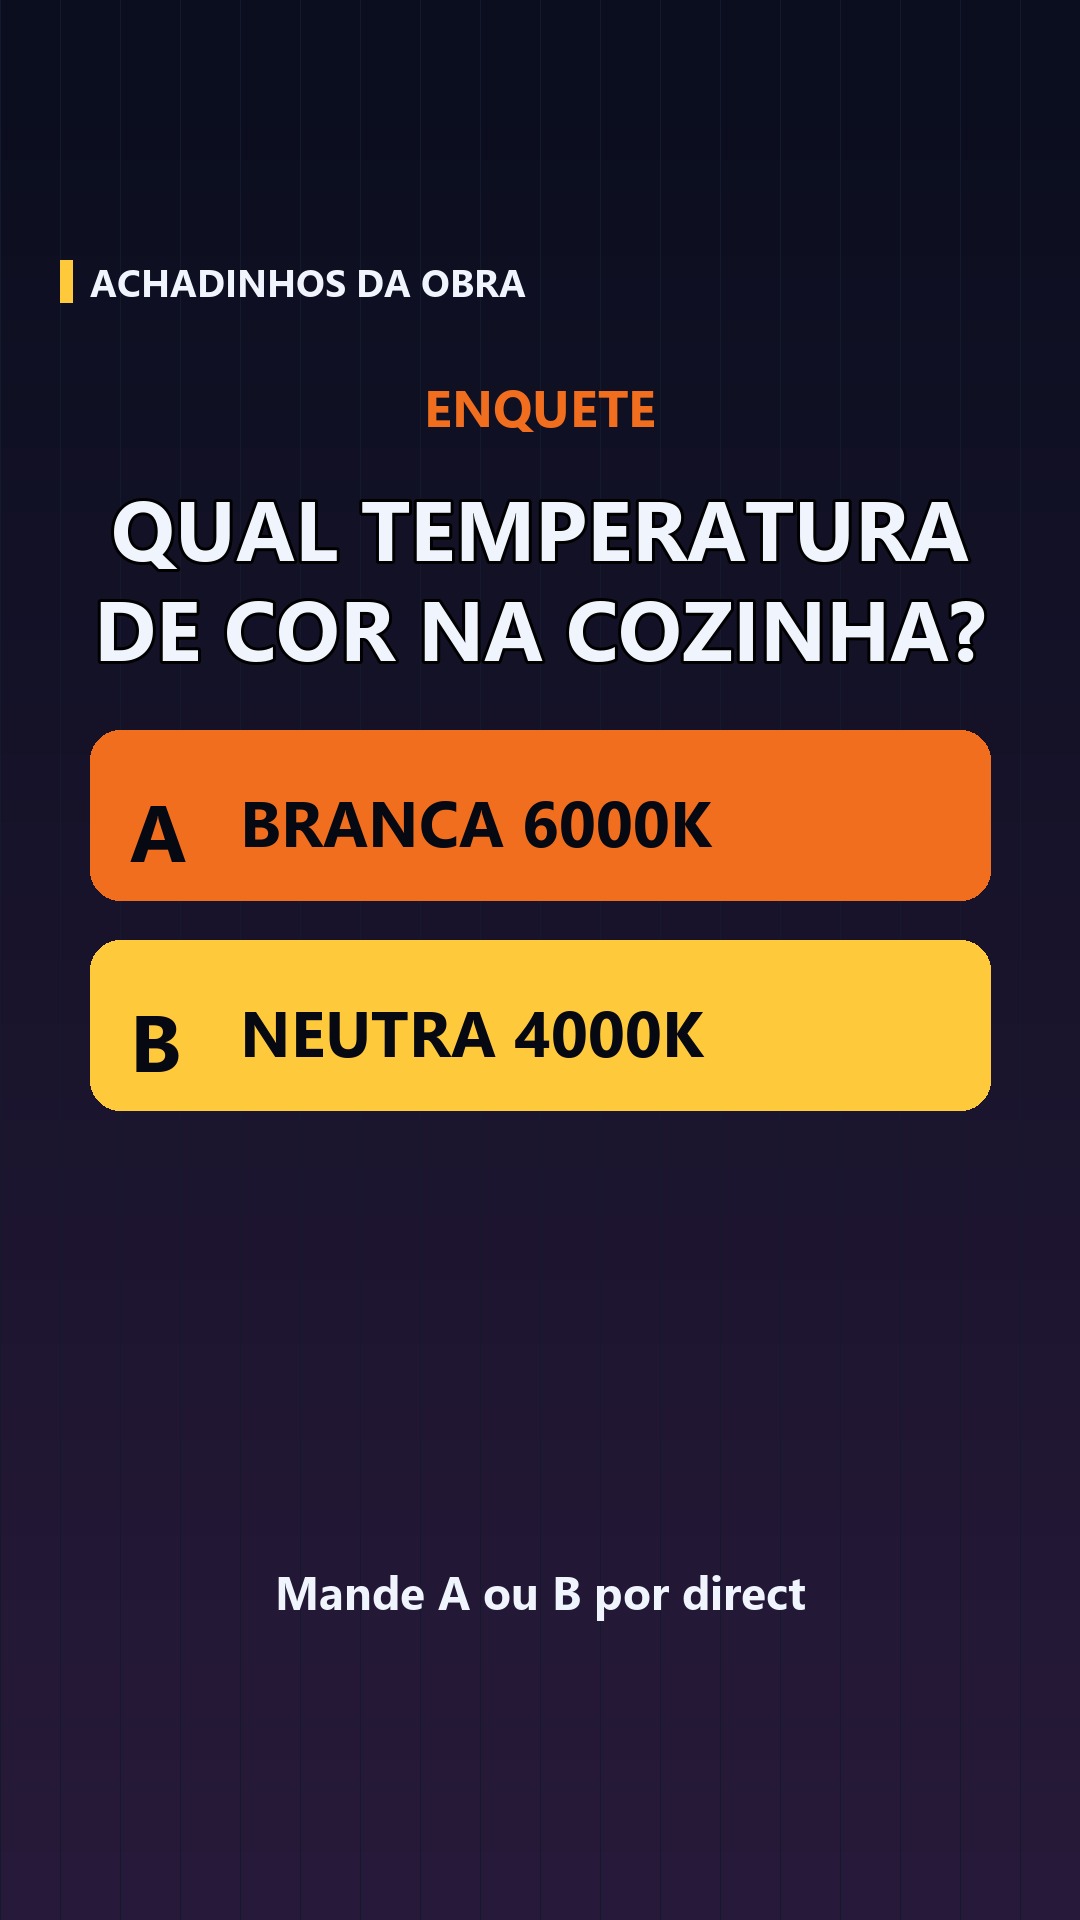 ACHADINHOS DA OBRA
ENQUETE
QUAL TEMPERATURA
DE COR NA COZINHA?
A BRANCA 6000K
B NEUTRA 4000K
Mande A ou B por direct